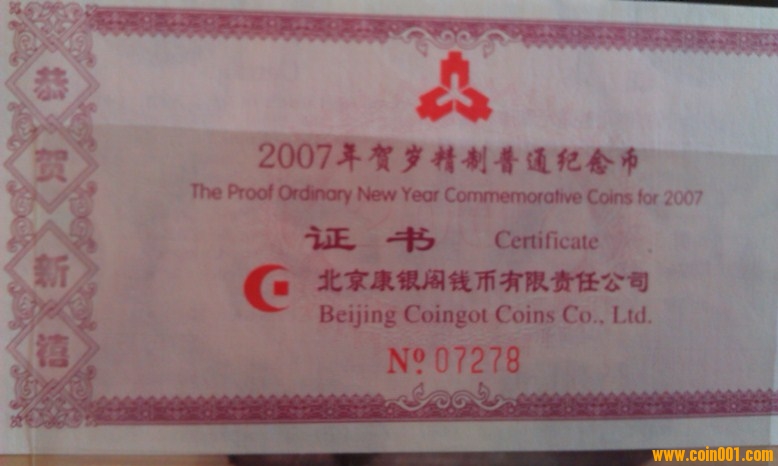 恭贺新禧
2007年贺岁精制普通纪念币
The Proof Ordinary New Year Commemorative Coins for 2007
证书 Certificate
北京康银阁钱币有限责任公司
Beijing Coingot Coins Co., Ltd.
Nº 07278
www.coin001.com